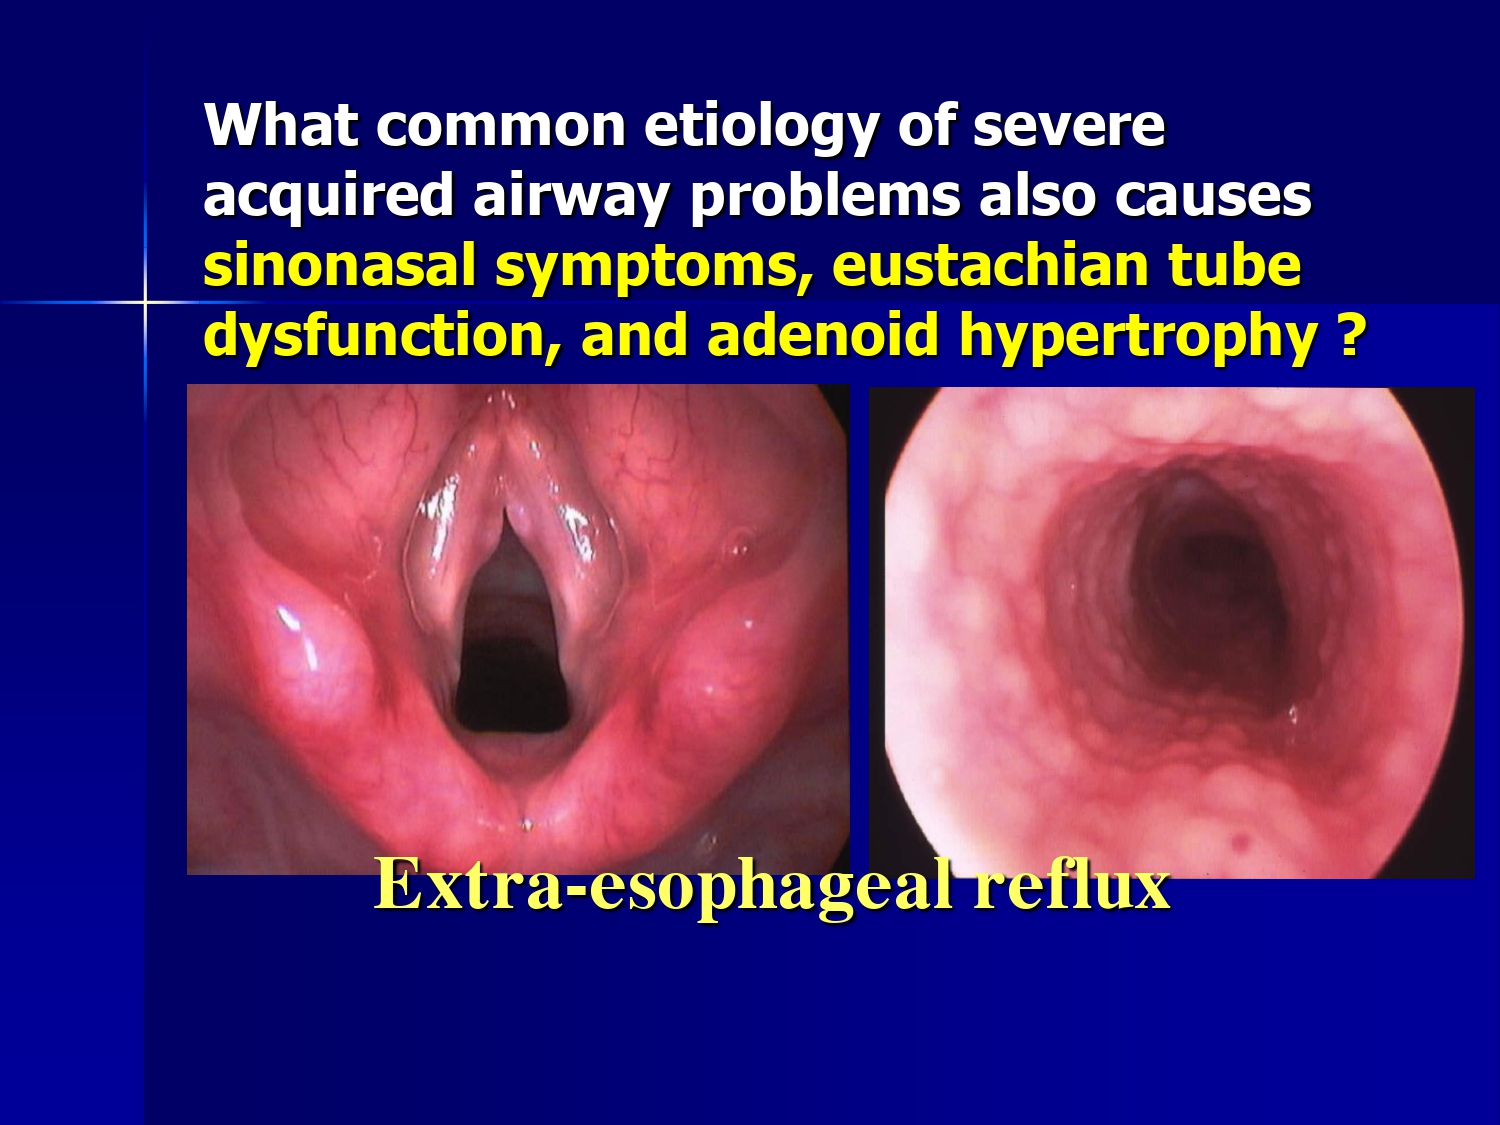 What common etiology of severe
acquired airway problems also causes
sinonasal symptoms, eustachian tube
dysfunction, and adenoid hypertrophy ?
Extra-esophageal reflux